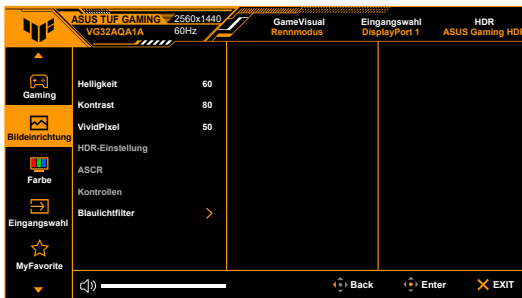 ASUS TUF GAMING 2560x1440
VG32AQA1A 60Hz
GameVisual
Rennmodus
Eingangswahl
DisplayPort 1
HDR
ASUS Gaming HDR
Gaming
Bildeinrichtung
Farbe
Eingangswahl
MyFavorite
Helligkeit 60
Kontrast 80
VividPixel 50
HDR-Einstellung
ASCR
Kontrollen
Blaulichtfilter
Back
Enter
EXIT